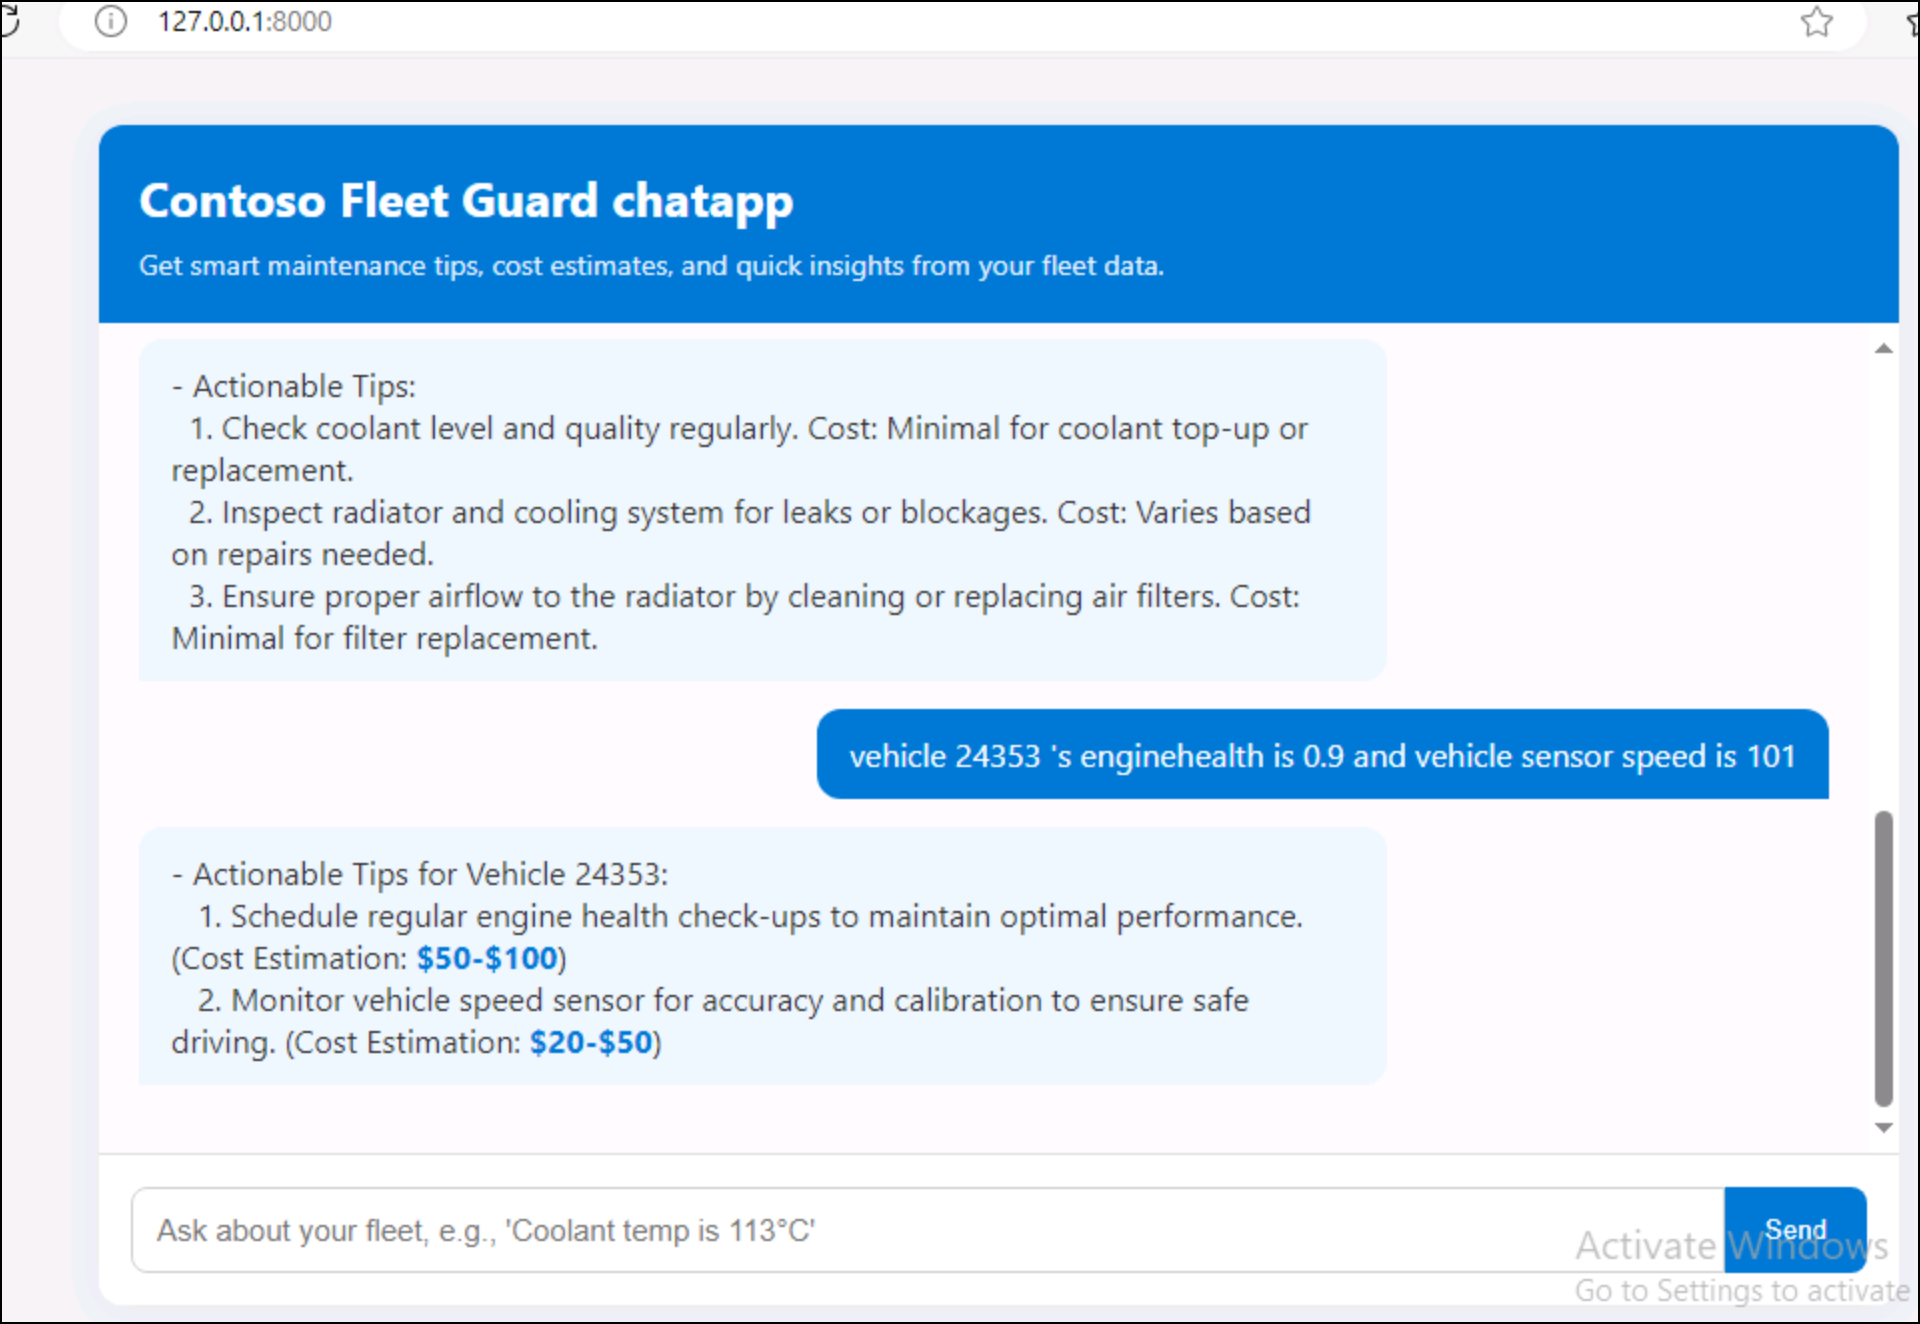 127.0.0.1:8000
Contoso Fleet Guard chatapp
Get smart maintenance tips, cost estimates, and quick insights from your fleet data.
- Actionable Tips:
1. Check coolant level and quality regularly. Cost: Minimal for coolant top-up or
replacement.
2. Inspect radiator and cooling system for leaks or blockages. Cost: Varies based
on repairs needed.
3. Ensure proper airflow to the radiator by cleaning or replacing air filters. Cost:
Minimal for filter replacement.
vehicle 24353 's enginehealth is 0.9 and vehicle sensor speed is 101
- Actionable Tips for Vehicle 24353:
1. Schedule regular engine health check-ups to maintain optimal performance.
(Cost Estimation: $50-$100)
2. Monitor vehicle speed sensor for accuracy and calibration to ensure safe
driving. (Cost Estimation: $20-$50)
Ask about your fleet, e.g., 'Coolant temp is 113°C'
Send
Activate Windows
Go to Settings to activate